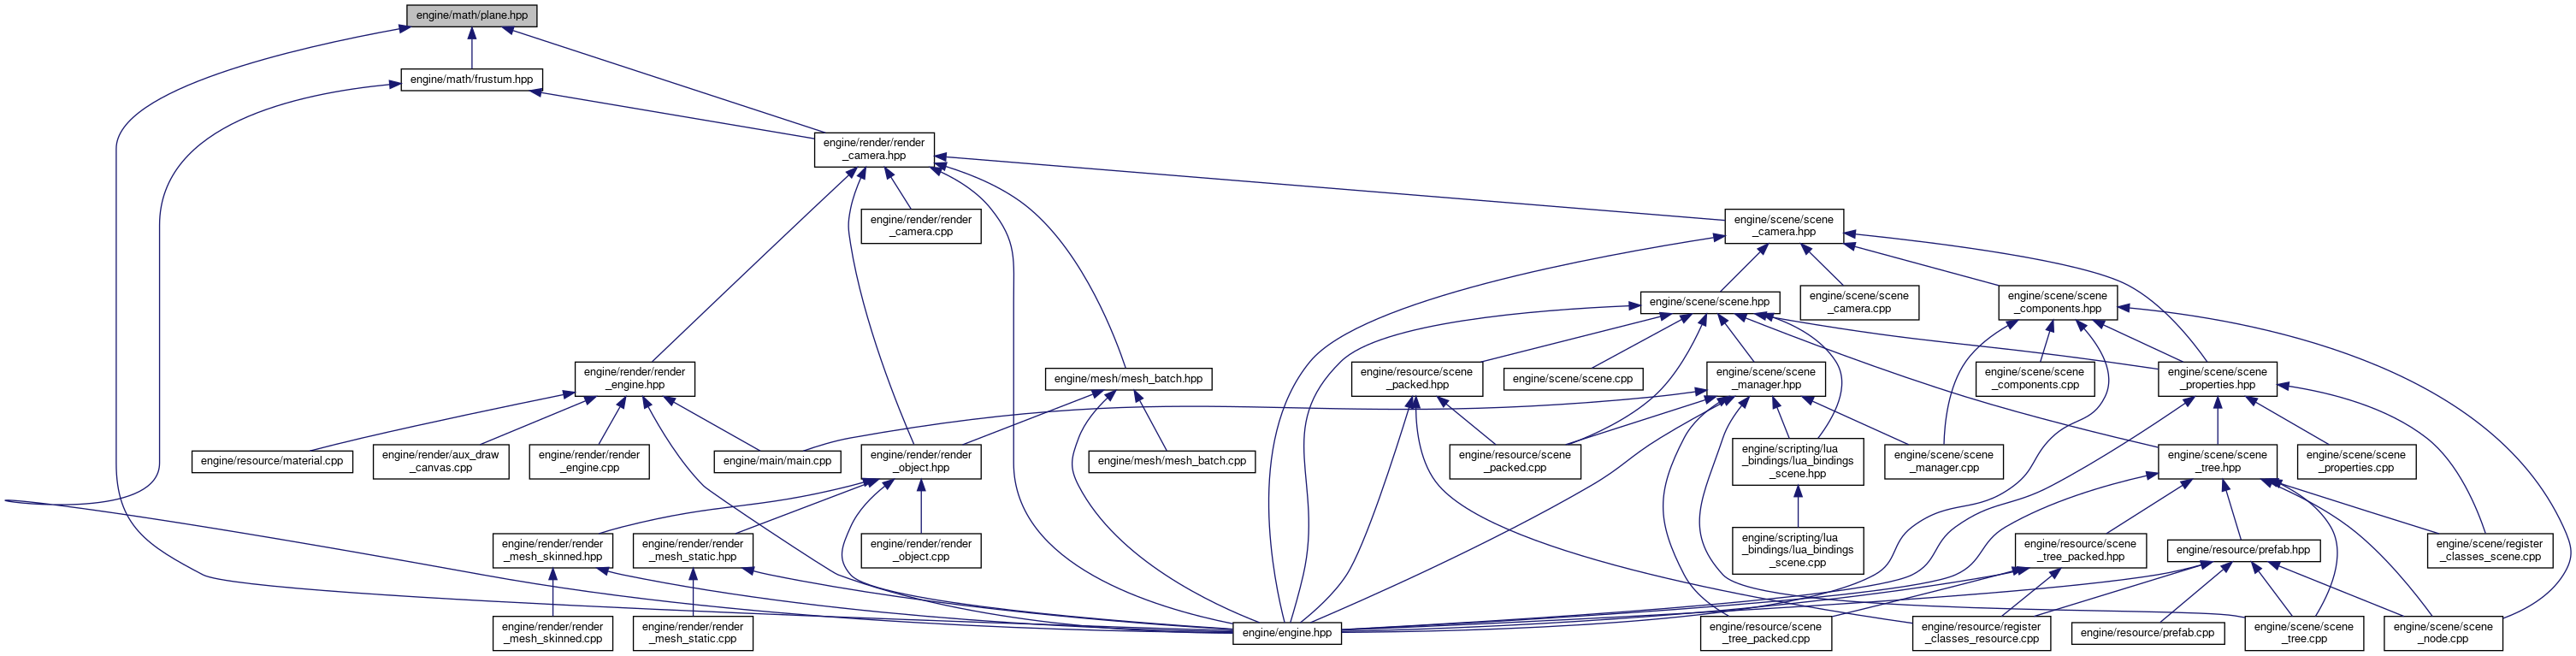 engine/math/plane.hpp
engine/math/frustum.hpp
engine/render/render
_camera.hpp
engine/render/render
_camera.cpp
engine/scene/scene
_camera.hpp
engine/scene/scene.hpp
engine/scene/scene
_camera.cpp
engine/scene/scene
_components.hpp
engine/render/render
_engine.hpp
engine/mesh/mesh_batch.hpp
engine/resource/scene
_packed.hpp
engine/scene/scene.cpp
engine/scene/scene
_manager.hpp
engine/scene/scene
_components.cpp
engine/scene/scene
_properties.hpp
engine/resource/material.cpp
engine/render/aux_draw
_canvas.cpp
engine/render/render
_engine.cpp
engine/main/main.cpp
engine/render/render
_object.hpp
engine/mesh/mesh_batch.cpp
engine/resource/scene
_packed.cpp
engine/scripting/lua
_bindings/lua_bindings
_scene.hpp
engine/scene/scene
_manager.cpp
engine/scene/scene
_tree.hpp
engine/scene/scene
_properties.cpp
engine/render/render
_mesh_skinned.hpp
engine/render/render
_mesh_static.hpp
engine/render/render
_object.cpp
engine/scripting/lua
_bindings/lua_bindings
_scene.cpp
engine/resource/scene
_tree_packed.hpp
engine/resource/prefab.hpp
engine/scene/register
_classes_scene.cpp
engine/render/render
_mesh_skinned.cpp
engine/render/render
_mesh_static.cpp
engine/engine.hpp
engine/resource/scene
_tree_packed.cpp
engine/resource/register
_classes_resource.cpp
engine/resource/prefab.cpp
engine/scene/scene
_tree.cpp
engine/scene/scene
_node.cpp